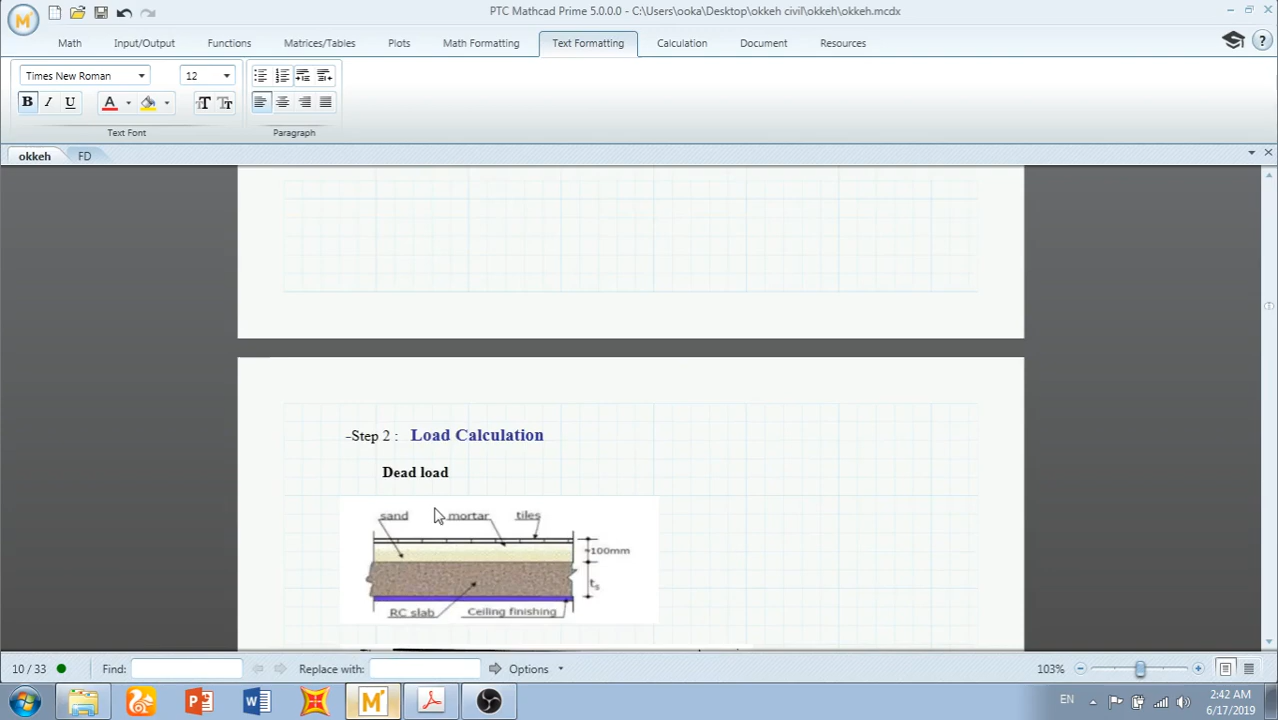 PTC Mathcad Prime 5.0.0.0 - C:\Users\ooka\Desktop\okkeh civil\okkeh\okkeh.mcdx
Math Input/Output Functions Matrices/Tables Plots Math Formatting Text Formatting Calculation Document Resources
Times New Roman 12
B I U A
Text Font Paragraph
okkeh FD
-Step 2 : Load Calculation
Dead load
sand mortar tiles
~100mm
ts
RC slab Ceiling finishing
10 / 33 Find: Replace with: Options 103%
EN 2:42 AM
6/17/2019